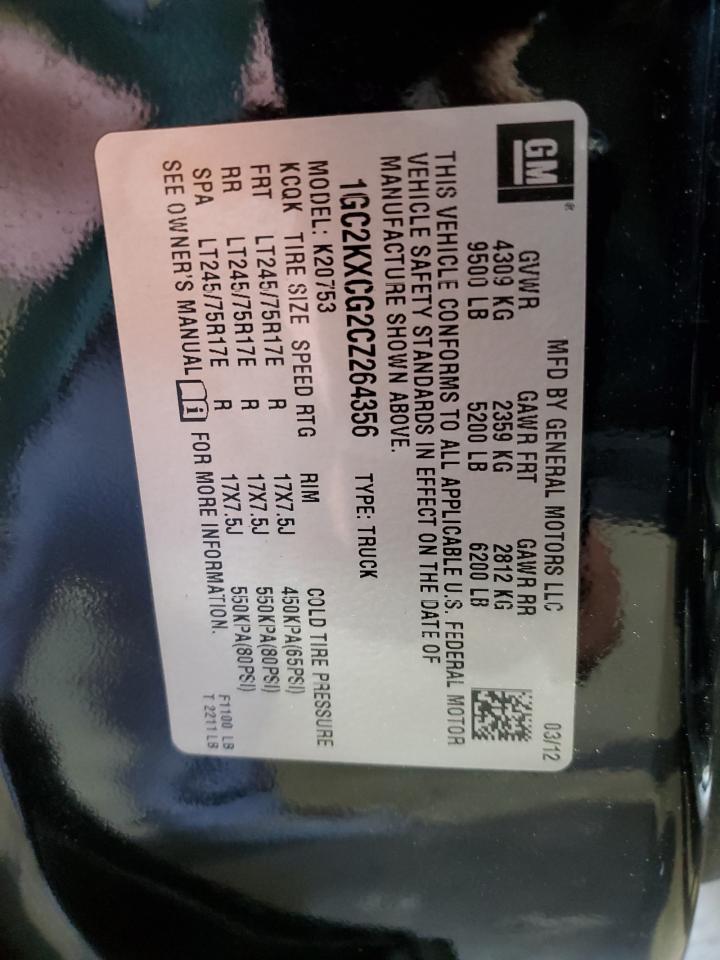 GM®
MFD BY GENERAL MOTORS LLC 03/12
GVWR GAWR FRT GAWR RR
4309 KG 2359 KG 2812 KG
9500 LB 5200 LB 6200 LB
THIS VEHICLE CONFORMS TO ALL APPLICABLE U.S. FEDERAL MOTOR
VEHICLE SAFETY STANDARDS IN EFFECT ON THE DATE OF
MANUFACTURE SHOWN ABOVE.
1GC2KXCG2CZ264356 TYPE: TRUCK
MODEL: K20753
KCQK TIRE SIZE SPEED RTG RIM COLD TIRE PRESSURE
FRT LT245/75R17E R 17X7.5J 450KPA(65PSI)
RR LT245/75R17E R 17X7.5J 550KPA(80PSI)
SPA LT245/75R17E R 17X7.5J 550KPA(80PSI)
SEE OWNER'S MANUAL FOR MORE INFORMATION.
F1100 LB
T 2211 LB